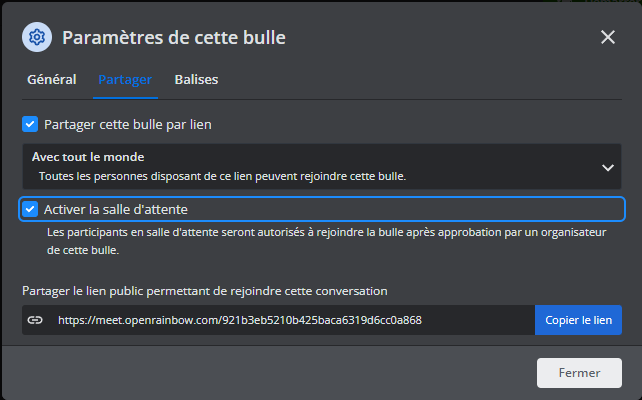 Paramètres de cette bulle
Général
Partager
Balises
Partager cette bulle par lien
Avec tout le monde
Toutes les personnes disposant de ce lien peuvent rejoindre cette bulle.
Activer la salle d'attente
Les participants en salle d'attente seront autorisés à rejoindre la bulle après approbation par un organisateur
de cette bulle.
Partager le lien public permettant de rejoindre cette conversation
https://meet.openrainbow.com/921b3eb5210b425baca6319d6cc0a868
Copier le lien
Fermer